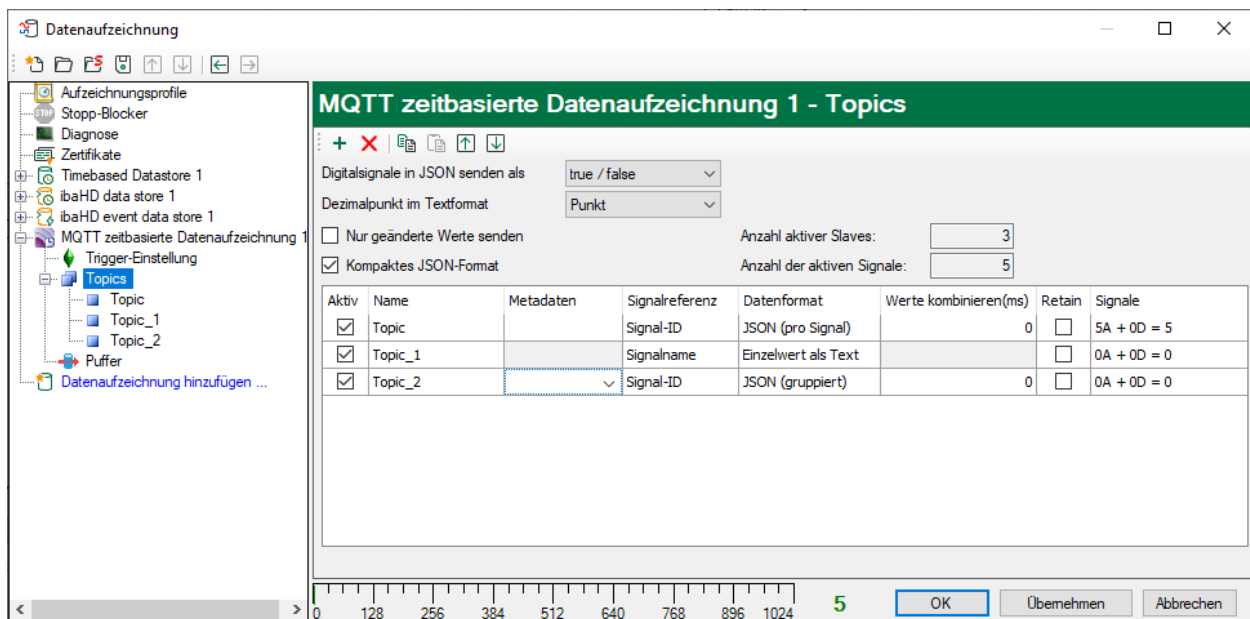 Datenaufzeichnung
Aufzeichnungsprofile
STOP Stopp-Blocker
Diagnose
Zertifikate
Timebased Datastore 1
ibaHD data store 1
ibaHD event data store 1
MQTT zeitbasierte Datenaufzeichnung 1
Trigger-Einstellung
Topics
Topic
Topic_1
Topic_2
Puffer
Datenaufzeichnung hinzufügen ...
MQTT zeitbasierte Datenaufzeichnung 1 - Topics
Digitalsignale in JSON senden als true / false
Dezimalpunkt im Textformat Punkt
Nur geänderte Werte senden Anzahl aktiver Slaves: 3
Kompaktes JSON-Format Anzahl der aktiven Signale: 5
Aktiv Name Metadaten Signalreferenz Datenformat Werte kombinieren(ms) Retain Signale
Topic Signal-ID JSON (pro Signal) 0 5A + 0D = 5
Topic_1 Signalname Einzelwert als Text 0A + 0D = 0
Topic_2 Signal-ID JSON (gruppiert) 0 0A + 0D = 0
0 128 256 384 512 640 768 896 1024 5 OK Übernehmen Abbrechen